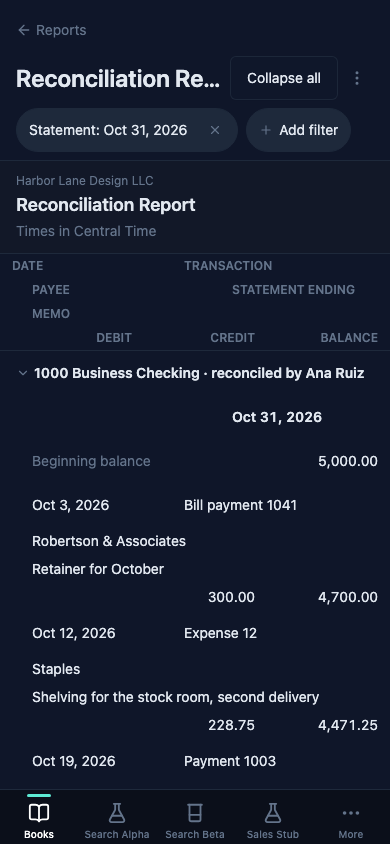 Reports
Reconciliation Re... Collapse all
Statement: Oct 31, 2026 Add filter
Harbor Lane Design LLC
Reconciliation Report
Times in Central Time
DATE TRANSACTION
PAYEE STATEMENT ENDING
MEMO
DEBIT CREDIT BALANCE
1000 Business Checking · reconciled by Ana Ruiz
Oct 31, 2026
Beginning balance 5,000.00
Oct 3, 2026 Bill payment 1041
Robertson & Associates
Retainer for October
300.00 4,700.00
Oct 12, 2026 Expense 12
Staples
Shelving for the stock room, second delivery
228.75 4,471.25
Oct 19, 2026 Payment 1003
Books Search Alpha Search Beta Sales Stub More